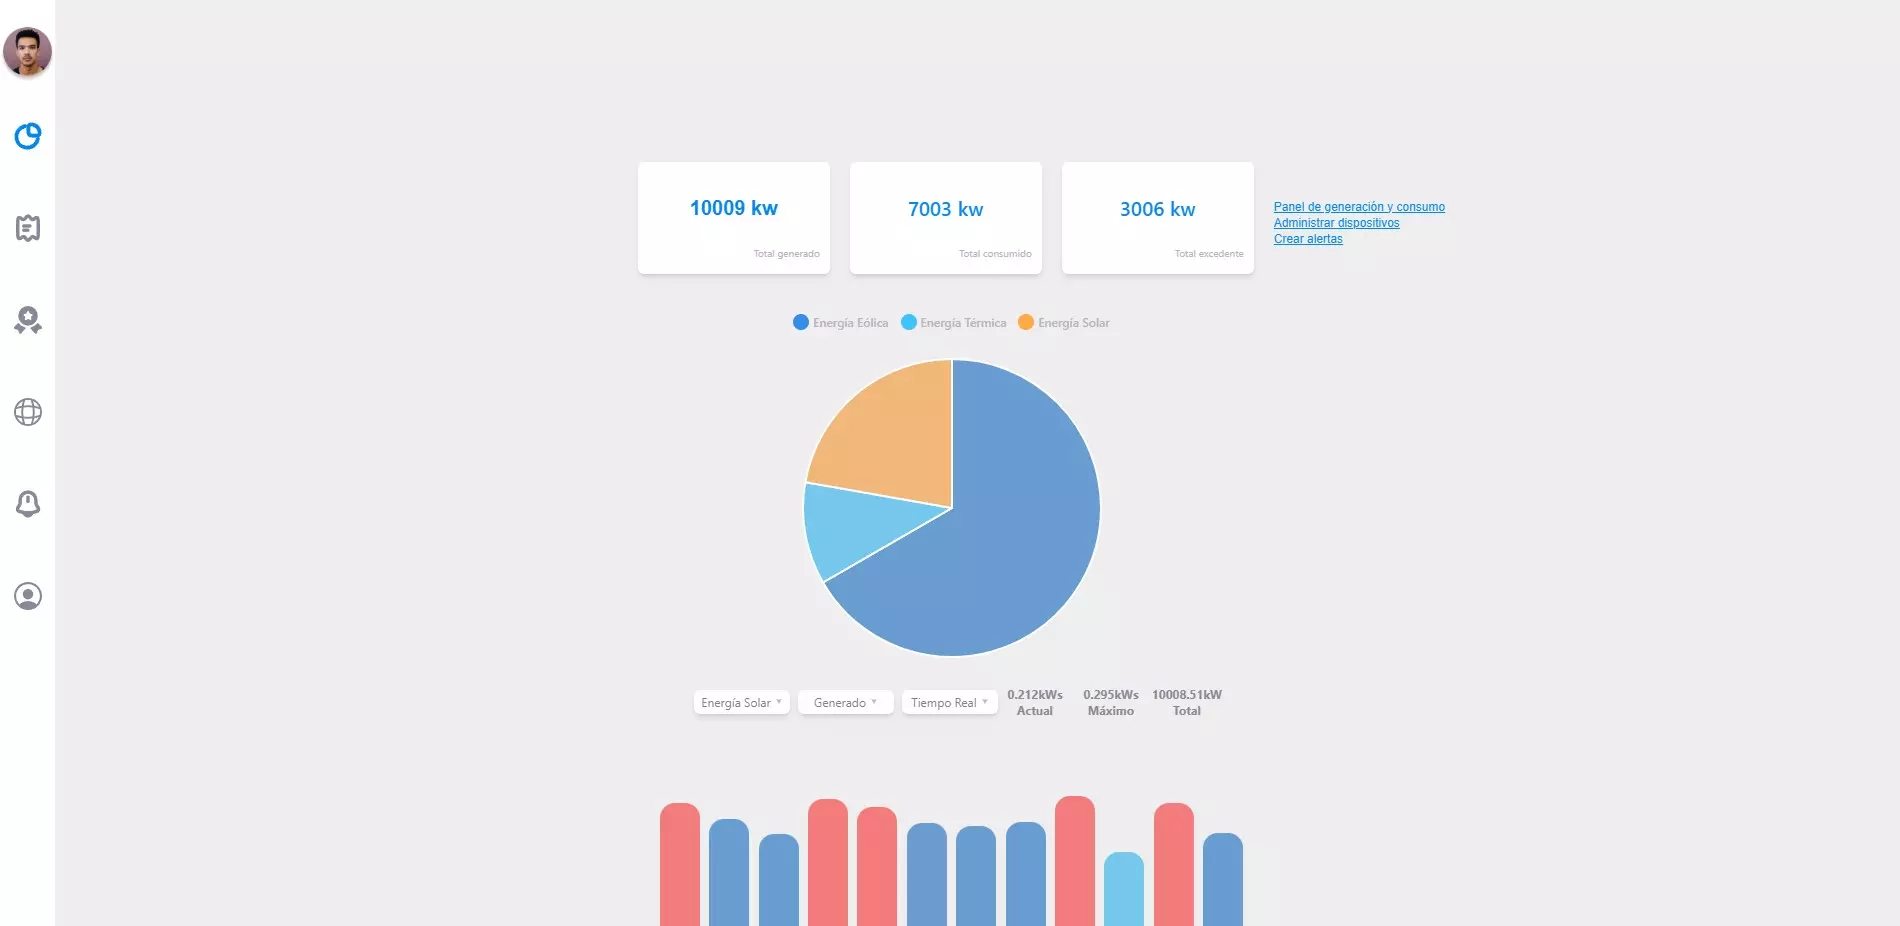 10009 kw
Total generado
7003 kw
Total consumido
3006 kw
Total excedente
Panel de generación y consumo
Administrar dispositivos
Crear alertas
Energía Eólica
Energía Térmica
Energía Solar
Energía Solar
Generado
Tiempo Real
0.212kWs
Actual
0.295kWs
Máximo
10008.51kW
Total